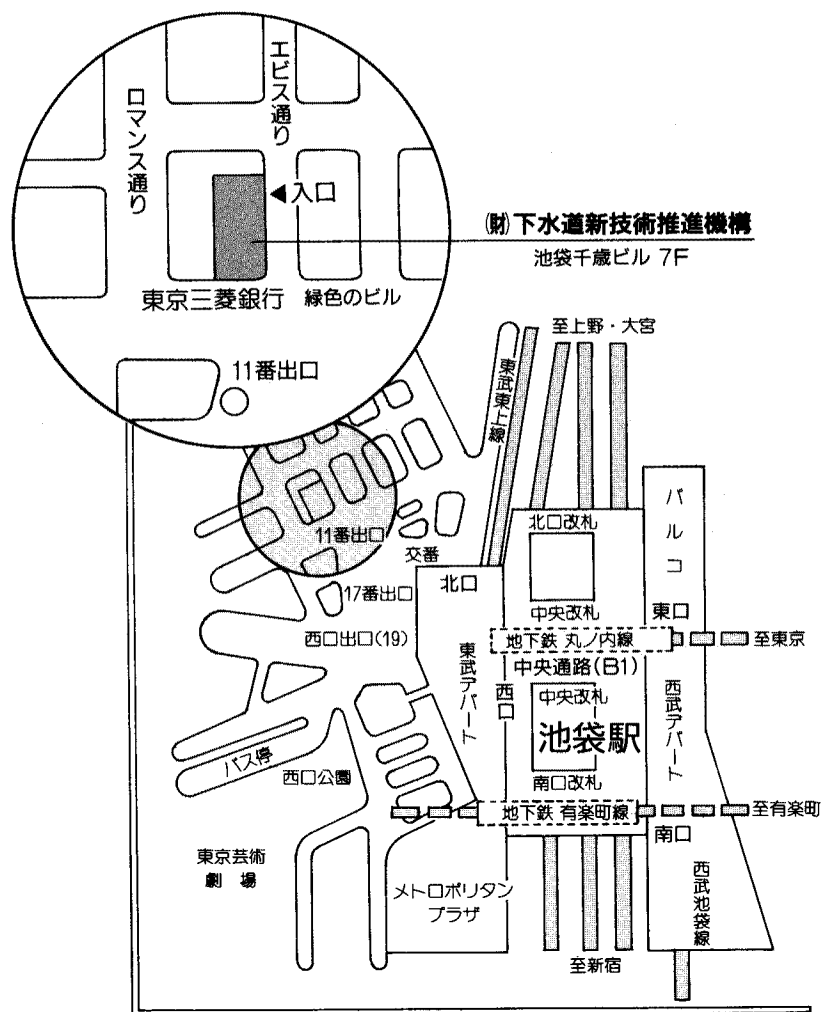 エビス通り
ロマンス通り
入口
(財)下水道新技術推進機構
池袋千歳ビル 7F
東京三菱銀行
緑色のビル
11番出口
至上野・大宮
東武東上線
パルコ
11番出口
交番
北口改札
北口
17番出口
中央改札
東口
西口出口(19)
地下鉄 丸ノ内線
至東京
中央通路(B1)
東武デパート
西口
中央改札
池袋駅
西武デパート
バス停
西口公園
南口改札
地下鉄 有楽町線
至有楽町
南口
東京芸術
劇 場
メトロポリタン
プラザ
西武池袋線
至新宿